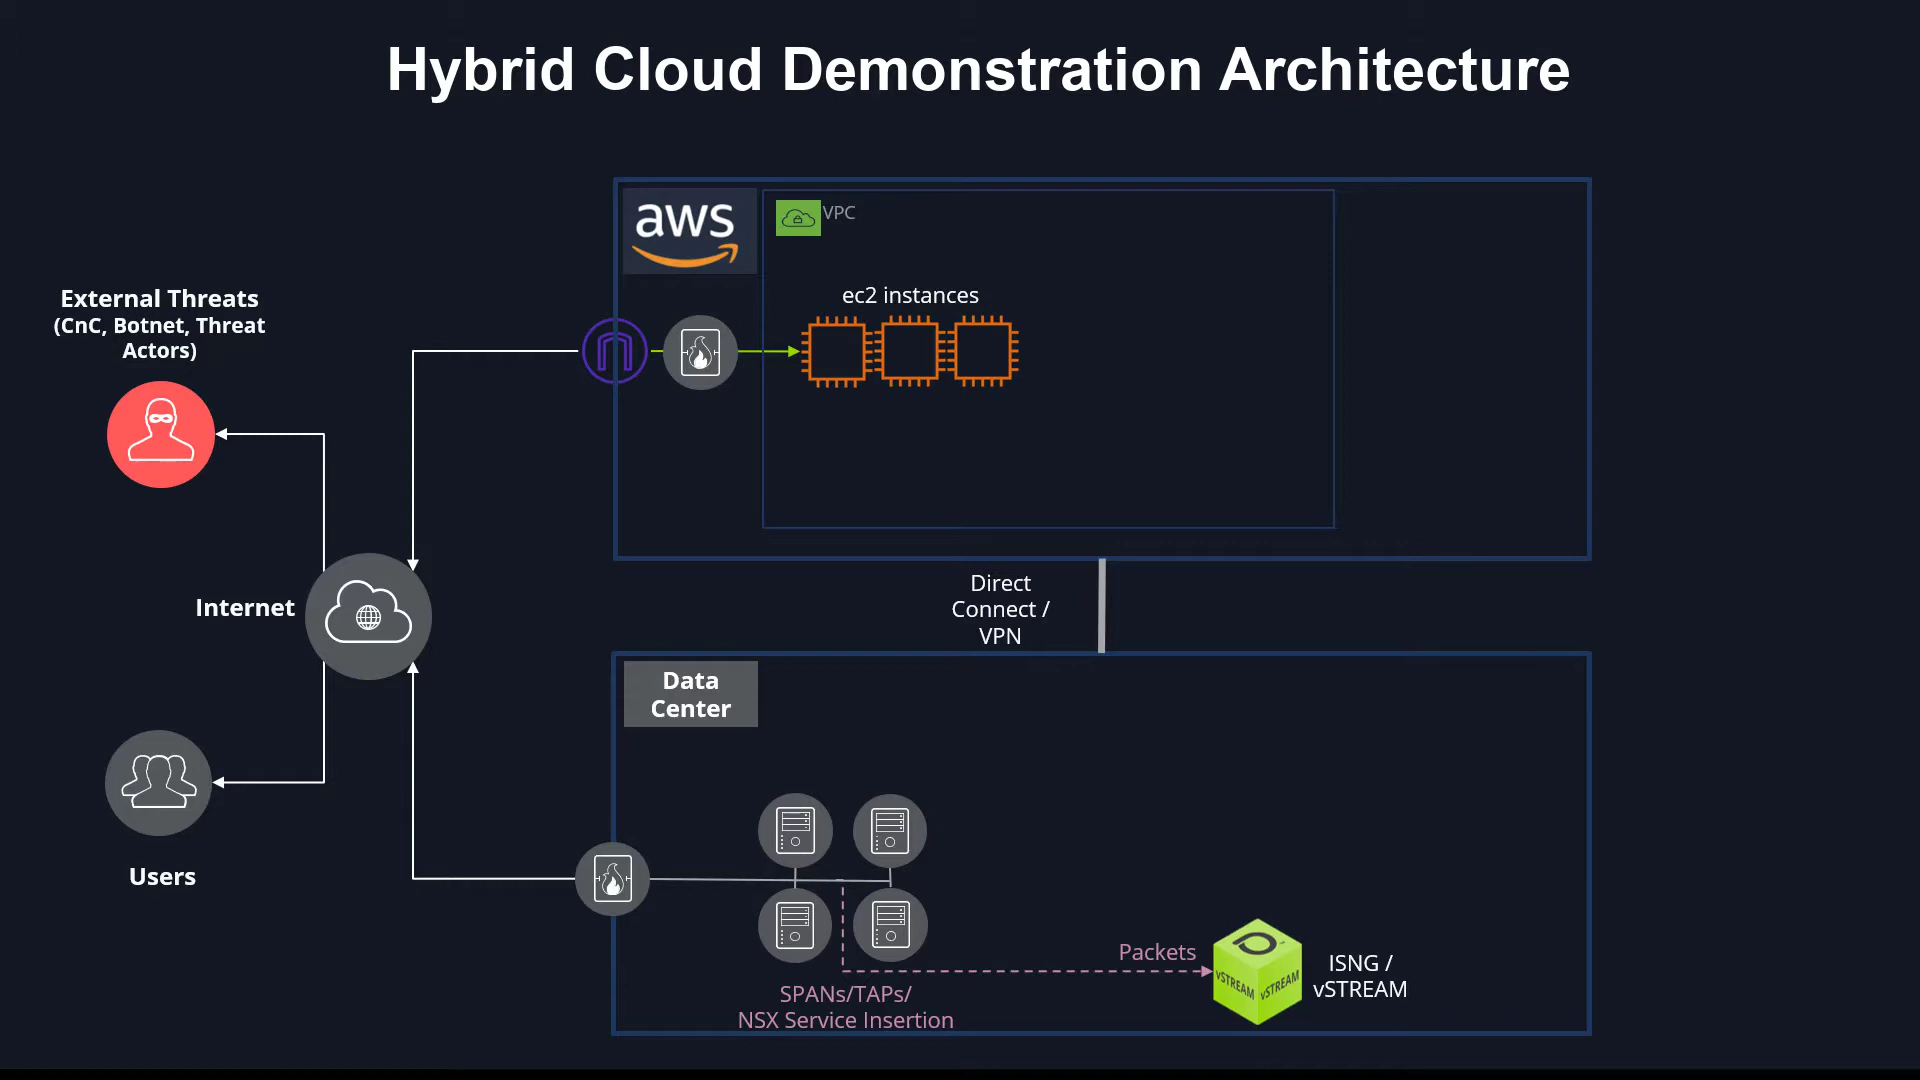 Hybrid Cloud Demonstration Architecture
aws
VPC
ec2 instances
External Threats
(CnC, Botnet, Threat
Actors)
Internet
Users
Direct
Connect /
VPN
Data
Center
Packets
SPANs/TAPs/
NSX Service Insertion
vSTREAM
vSTREAM
ISNG /
vSTREAM